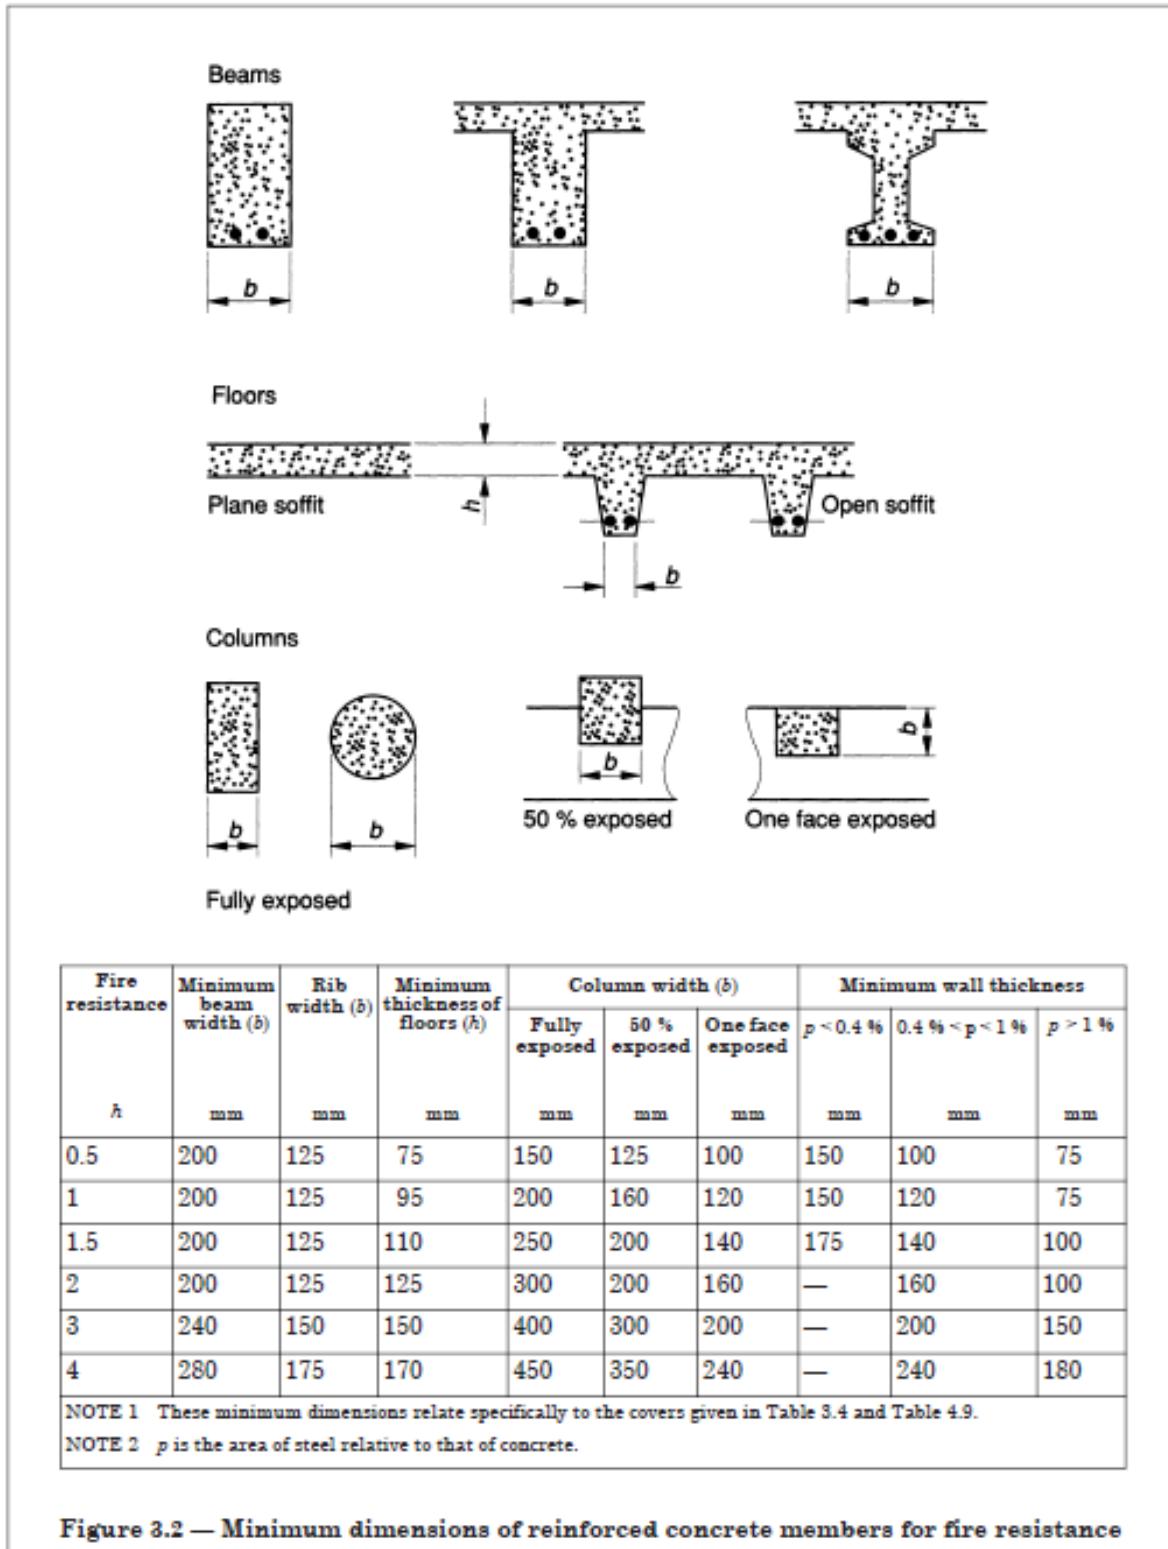 Beams
b b b
Floors
h
Plane soffit
Open soffit
b
Columns
b
b
b b
50 % exposed One face exposed
Fully exposed
Fire resistance Minimum beam width (b) Rib width (b) Minimum thickness of floors (h) Column width (b) Minimum wall thickness
Fully exposed 50 % exposed One face exposed p < 0.4 % 0.4 % < p < 1 % p > 1 %
h mm mm mm mm mm mm mm mm mm
0.5 200 125 75 150 125 100 150 100 75
1 200 125 95 200 160 120 150 120 75
1.5 200 125 110 250 200 140 175 140 100
2 200 125 125 300 200 160 — 160 100
3 240 150 150 400 300 200 — 200 150
4 280 175 170 450 350 240 — 240 180
NOTE 1 These minimum dimensions relate specifically to the covers given in Table 3.4 and Table 4.9.
NOTE 2 p is the area of steel relative to that of concrete.
Figure 3.2 — Minimum dimensions of reinforced concrete members for fire resistance